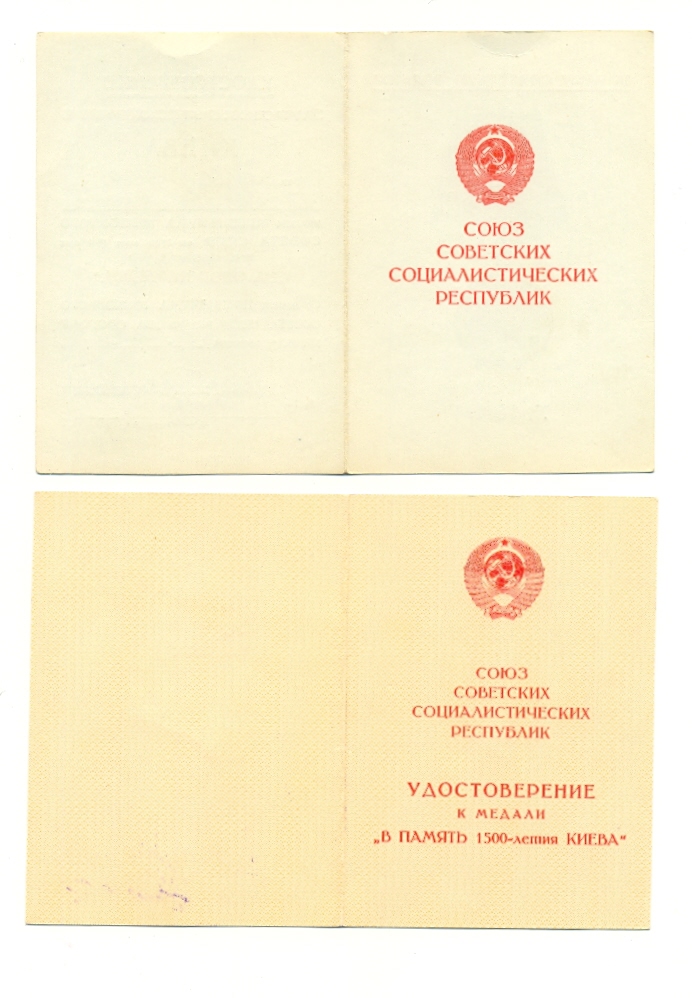 СОЮЗ
СОВЕТСКИХ
СОЦИАЛИСТИЧЕСКИХ
РЕСПУБЛИК
СОЮЗ
СОВЕТСКИХ
СОЦИАЛИСТИЧЕСКИХ
РЕСПУБЛИК
УДОСТОВЕРЕНИЕ
К МЕДАЛИ
„В ПАМЯТЬ 1500-летия КИЕВА“